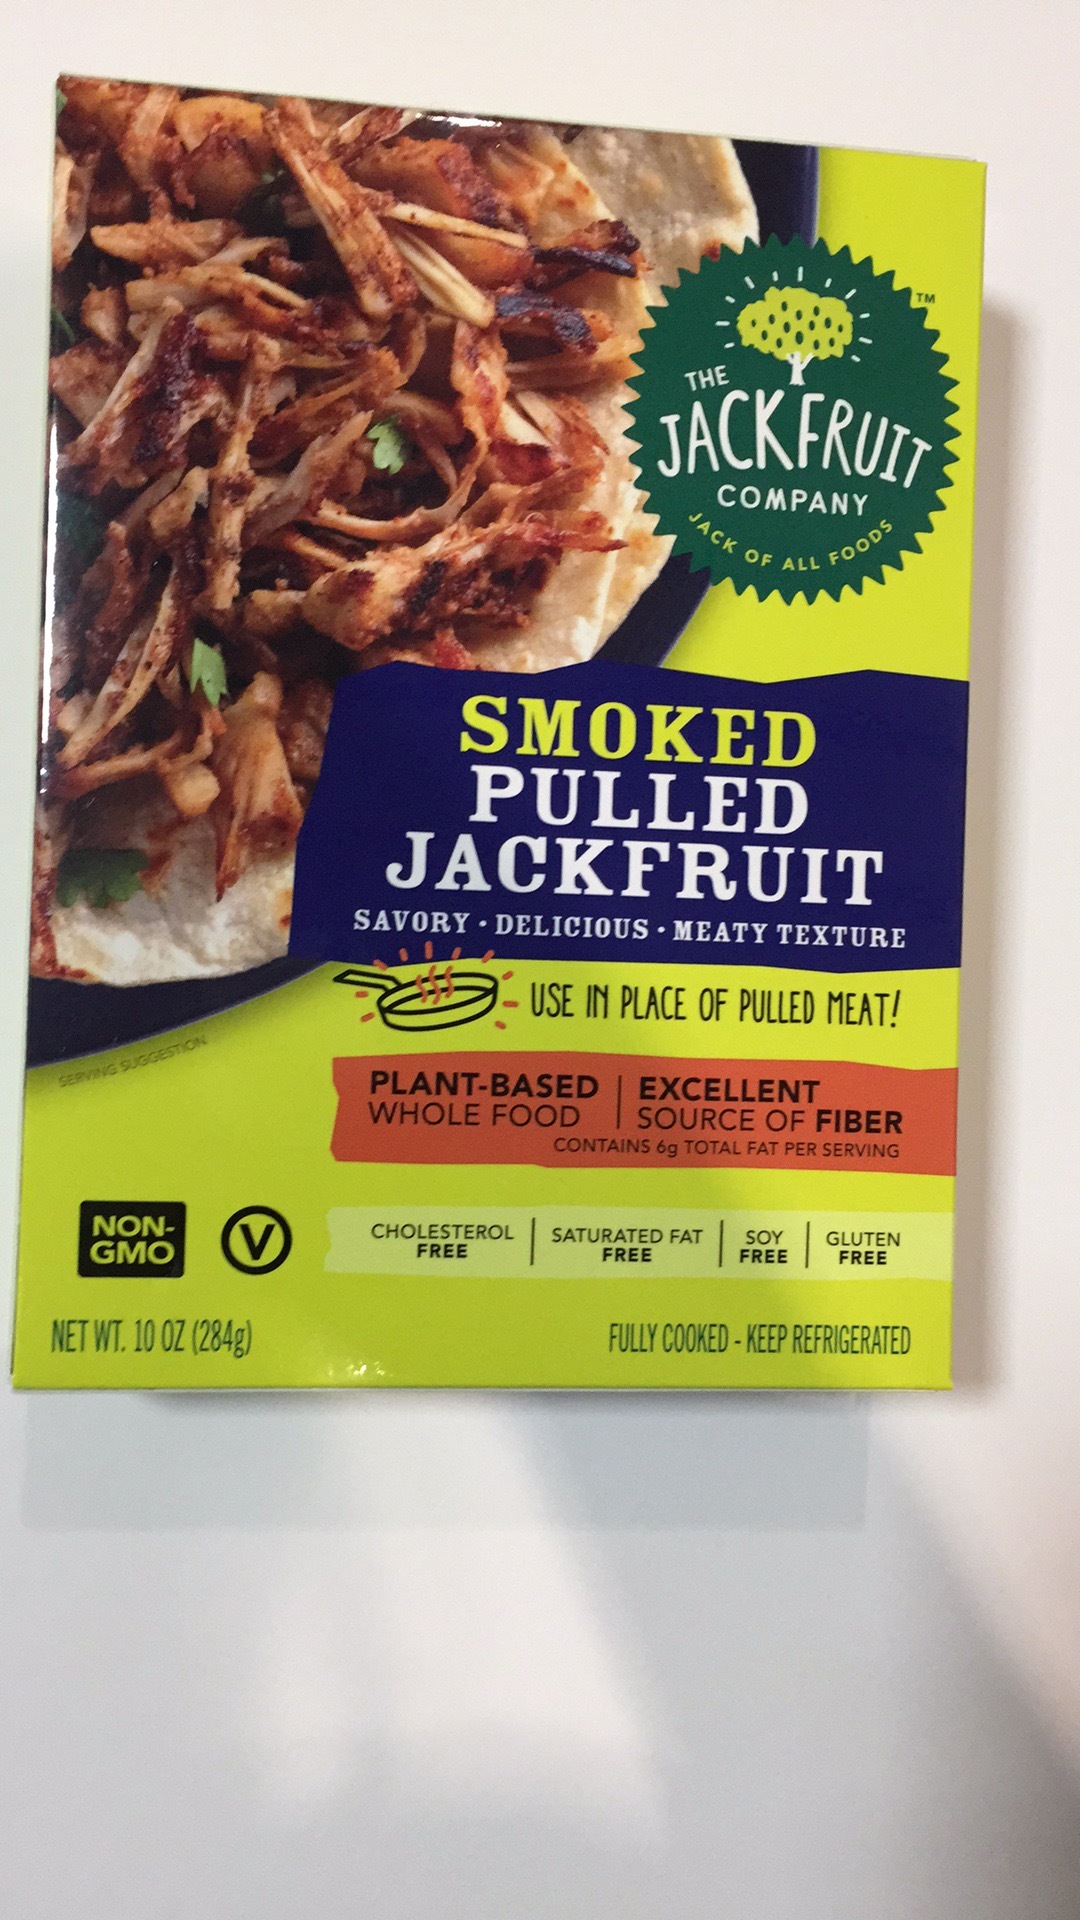 THE
JACKFRUIT
COMPANY
JACK OF ALL FOODS
TM
SMOKED
PULLED
JACKFRUIT
SAVORY · DELICIOUS · MEATY TEXTURE
USE IN PLACE OF PULLED MEAT!
SERVING SUGGESTION
PLANT-BASED
WHOLE FOOD
EXCELLENT
SOURCE OF FIBER
CONTAINS 6g TOTAL FAT PER SERVING
NON-
GMO
V
CHOLESTEROL
FREE
SATURATED FAT
FREE
SOY
FREE
GLUTEN
FREE
NET WT. 10 OZ (284g)
FULLY COOKED - KEEP REFRIGERATED